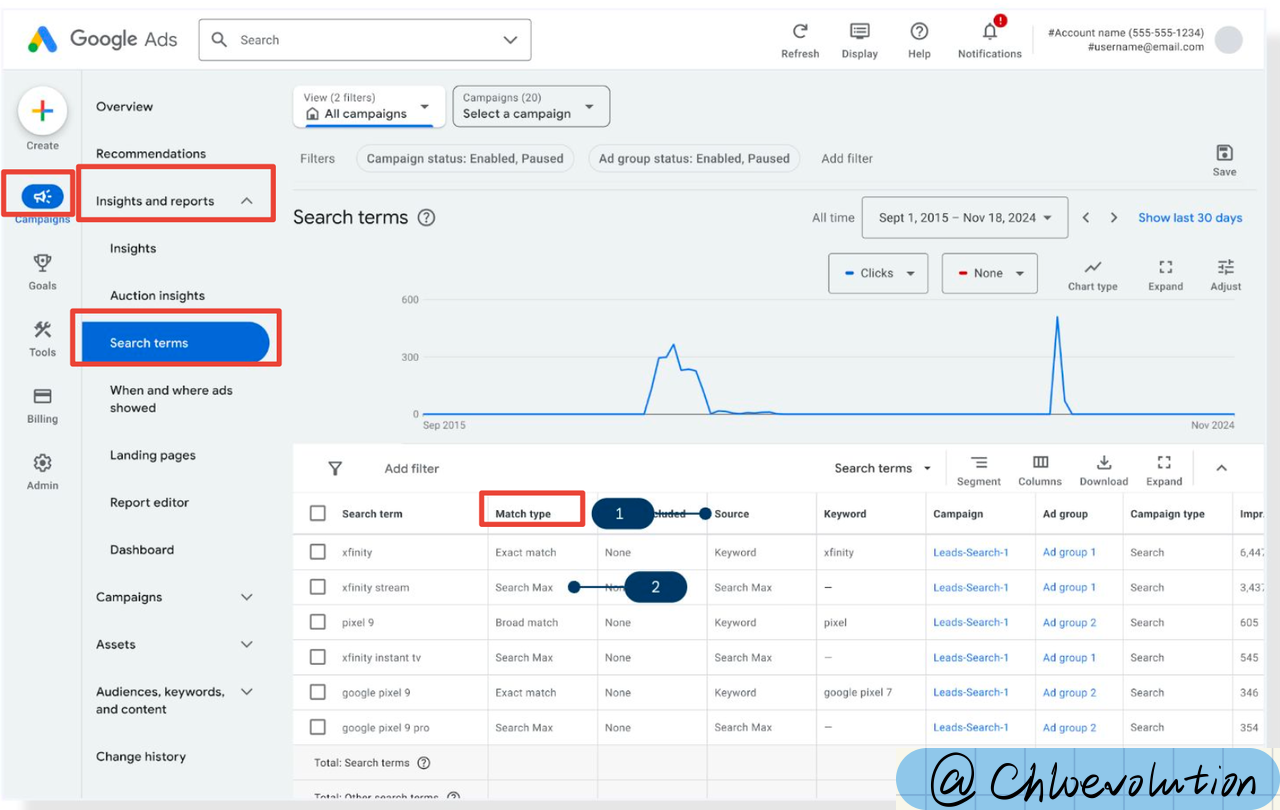 Google Ads
Search
Refresh
Display
Help
Notifications
#Account name (555-555-1234)
#username@email.com
Create
Campaigns
Goals
Tools
Billing
Admin
Overview
Recommendations
Insights and reports
Insights
Auction insights
Search terms
When and where ads
showed
Landing pages
Report editor
Dashboard
Campaigns
Assets
Audiences, keywords,
and content
Change history
View (2 filters)
All campaigns
Campaigns (20)
Select a campaign
Filters
Campaign status: Enabled, Paused
Ad group status: Enabled, Paused
Add filter
Save
Search terms
All time
Sept 1, 2015 – Nov 18, 2024
Show last 30 days
Clicks
None
Chart type
Expand
Adjust
600
300
0
Sep 2015
Nov 2024
Add filter
Search terms
Segment
Columns
Download
Expand
Search term Match type 1 Source Keyword Campaign Ad group Campaign type Impr.
xfinity Exact match None Keyword xfinity Leads-Search-1 Ad group 1 Search 6,447
xfinity stream Search Max 2 Search Max – Leads-Search-1 Ad group 1 Search 3,437
pixel 9 Broad match None Keyword pixel Leads-Search-1 Ad group 2 Search 605
xfinity instant tv Search Max None Search Max – Leads-Search-1 Ad group 1 Search 545
google pixel 9 Exact match None Keyword google pixel 7 Leads-Search-1 Ad group 2 Search 346
google pixel 9 pro Search Max None Search Max – Leads-Search-1 Ad group 2 Search 354
Total: Search terms
Total: Other search terms
@ Chloevolution